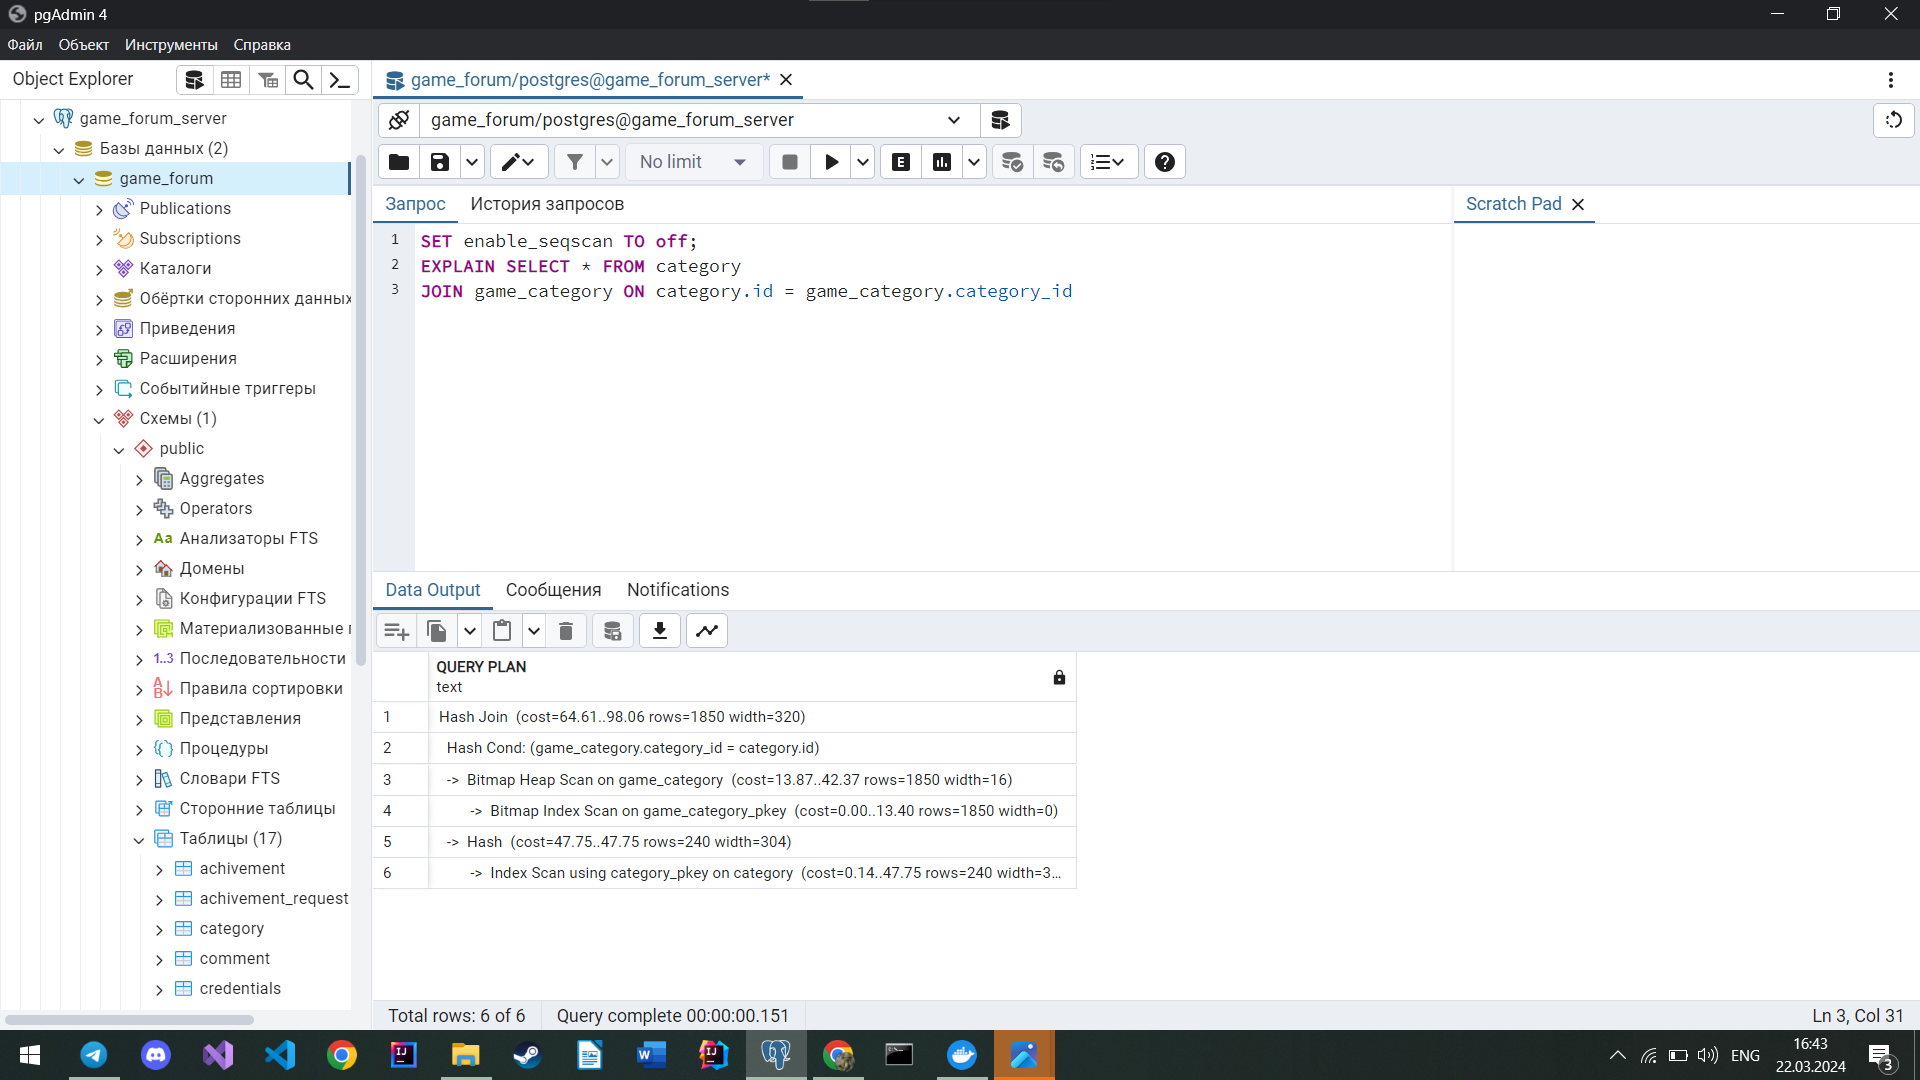 pgAdmin 4
Файл Объект Инструменты Справка
Object Explorer
game_forum_server
Базы данных (2)
game_forum
Publications
Subscriptions
Каталоги
Обёртки сторонних данных
Приведения
Расширения
Событийные триггеры
Схемы (1)
public
Aggregates
Operators
Aa Анализаторы FTS
Домены
Конфигурации FTS
Материализованные
1..3 Последовательности
Правила сортировки
Представления
Процедуры
Словари FTS
Сторонние таблицы
Таблицы (17)
achivement
achivement_request
category
comment
credentials
game_forum/postgres@game_forum_server*
game_forum/postgres@game_forum_server
No limit
E
Запрос История запросов
Scratch Pad
1 SET enable_seqscan TO off;
2 EXPLAIN SELECT * FROM category
3 JOIN game_category ON category.id = game_category.category_id
Data Output Сообщения Notifications
QUERY PLAN
text
1 Hash Join (cost=64.61..98.06 rows=1850 width=320)
2 Hash Cond: (game_category.category_id = category.id)
3 -> Bitmap Heap Scan on game_category (cost=13.87..42.37 rows=1850 width=16)
4 -> Bitmap Index Scan on game_category_pkey (cost=0.00..13.40 rows=1850 width=0)
5 -> Hash (cost=47.75..47.75 rows=240 width=304)
6 -> Index Scan using category_pkey on category (cost=0.14..47.75 rows=240 width=3...
Total rows: 6 of 6 Query complete 00:00:00.151
Ln 3, Col 31
ENG
16:43
22.03.2024
3